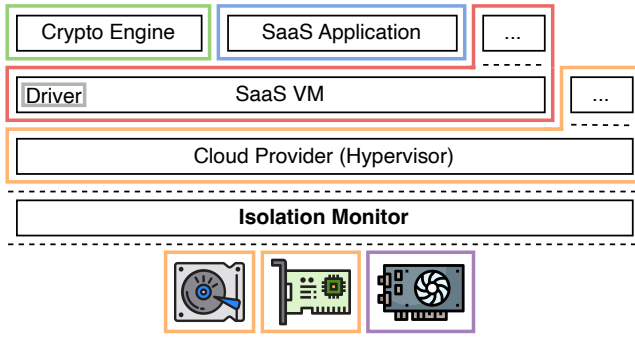 Crypto Engine
SaaS Application
...
Driver
SaaS VM
...
Cloud Provider (Hypervisor)
Isolation Monitor